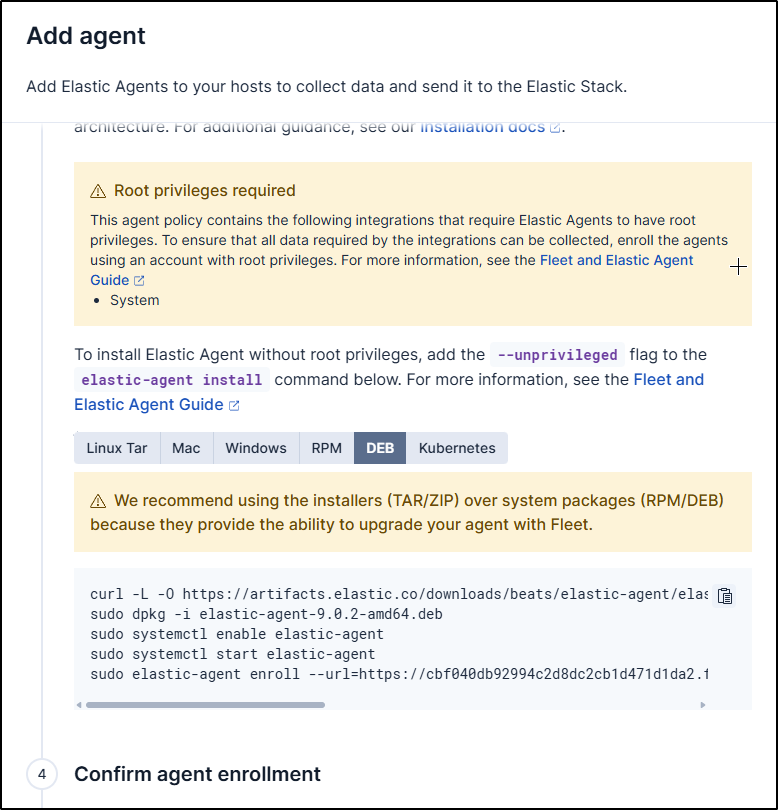 Add agent
Add Elastic Agents to your hosts to collect data and send it to the Elastic Stack.
architecture. For additional guidance, see our installation docs.
Root privileges required
This agent policy contains the following integrations that require Elastic Agents to have root
privileges. To ensure that all data required by the integrations can be collected, enroll the agents
using an account with root privileges. For more information, see the Fleet and Elastic Agent
Guide
• System
To install Elastic Agent without root privileges, add the --unprivileged flag to the
elastic-agent install command below. For more information, see the Fleet and
Elastic Agent Guide
Linux Tar Mac Windows RPM DEB Kubernetes
We recommend using the installers (TAR/ZIP) over system packages (RPM/DEB)
because they provide the ability to upgrade your agent with Fleet.
curl -L -O https://artifacts.elastic.co/downloads/beats/elastic-agent/elas
sudo dpkg -i elastic-agent-9.0.2-amd64.deb
sudo systemctl enable elastic-agent
sudo systemctl start elastic-agent
sudo elastic-agent enroll --url=https://cbf040db92994c2d8dc2cb1d471d1da2.f
4 Confirm agent enrollment